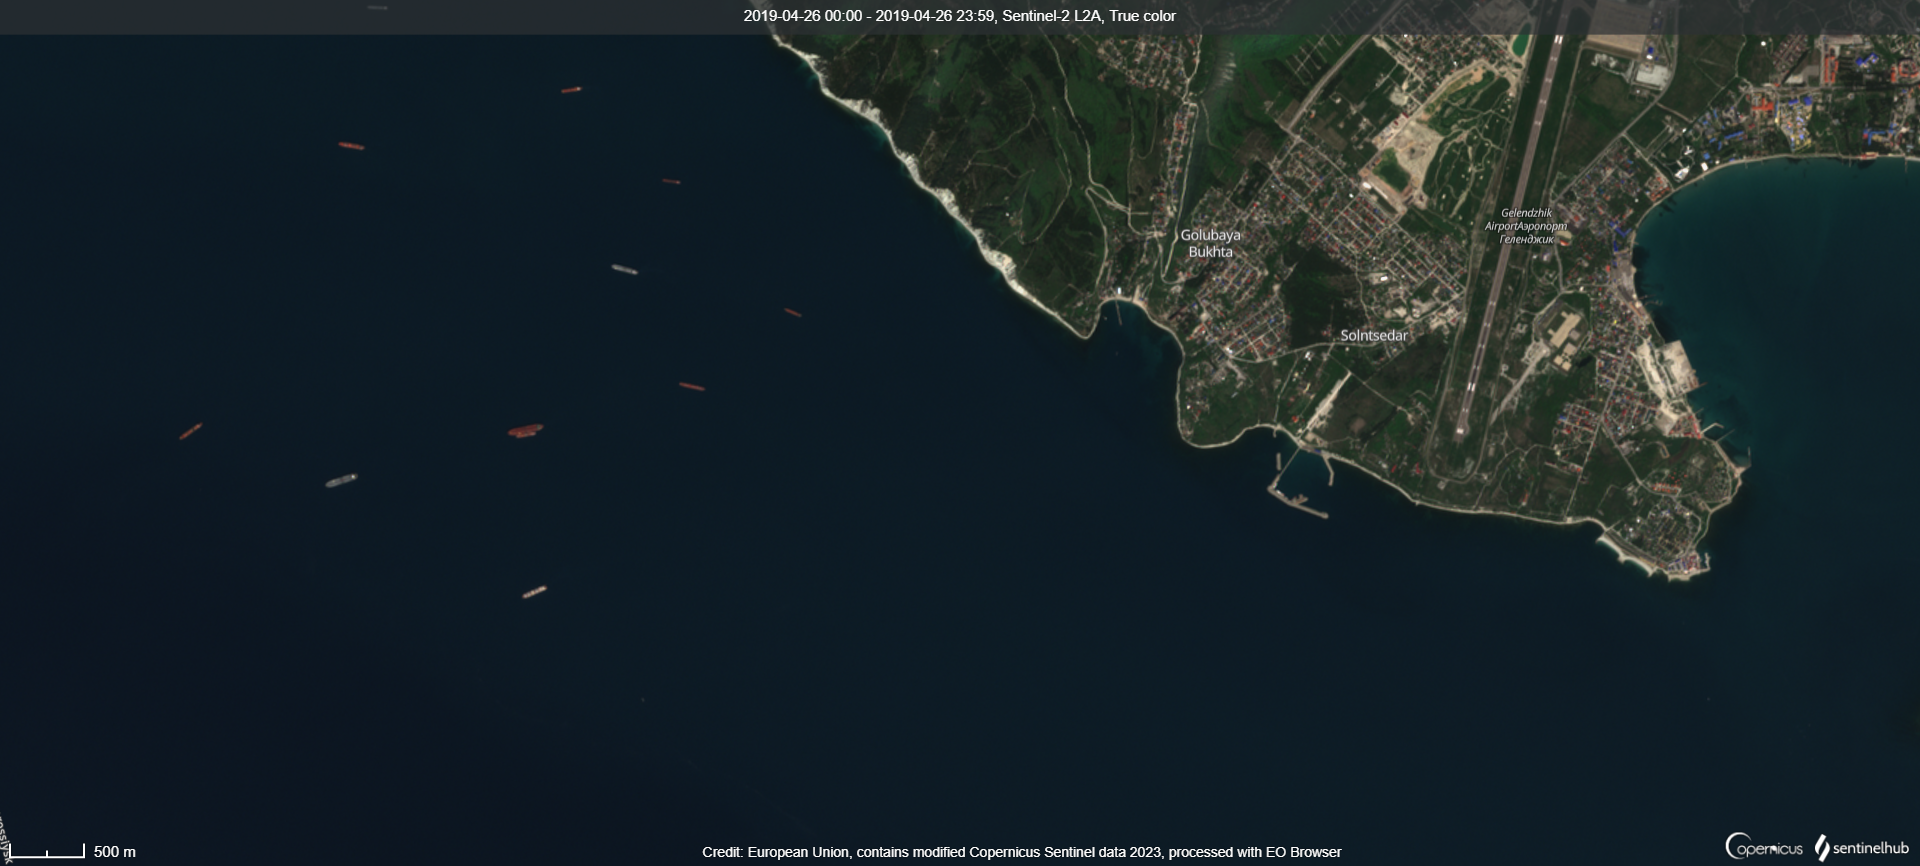 2019-04-26 00:00 - 2019-04-26 23:59, Sentinel-2 L2A, True color
Gelendzhik
AirportАэропорт
Геленджик
Golubaya
Bukhta
Solntsedar
500 m
Credit: European Union, contains modified Copernicus Sentinel data 2023, processed with EO Browser
Copernicus
sentinelhub